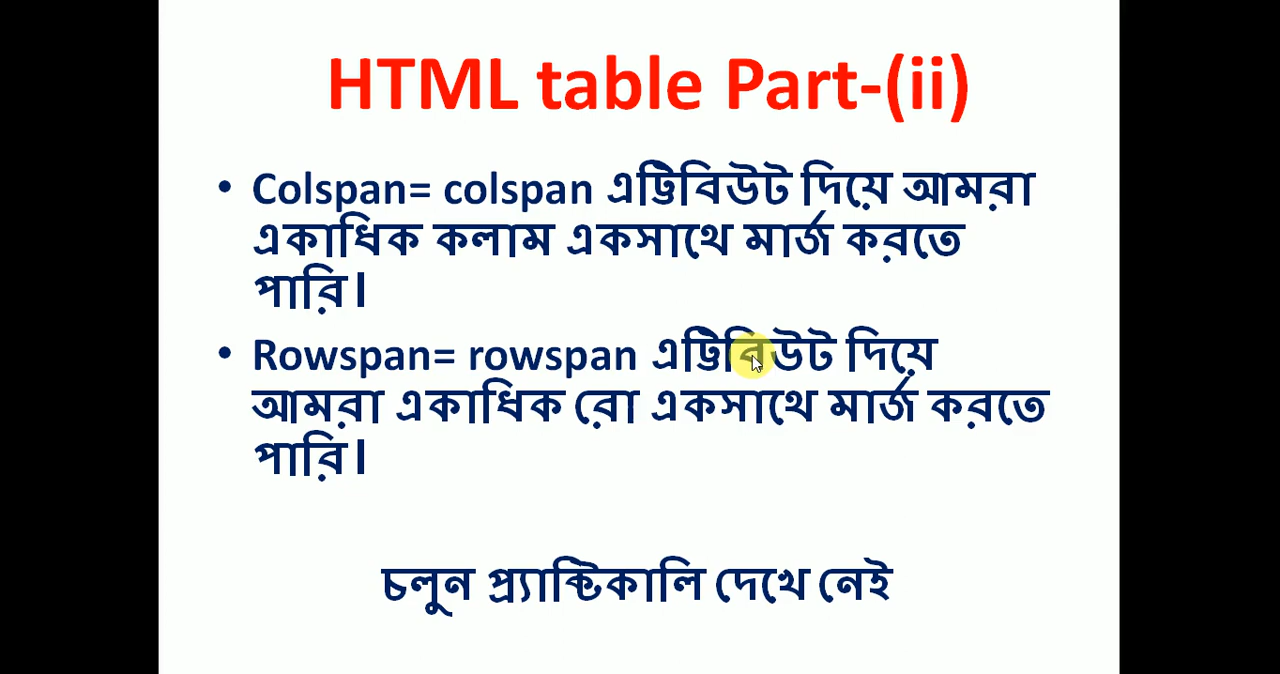 HTML table Part-(ii)
• Colspan= colspan এট্টিবিউট দিয়ে আমরা
একাধিক কলাম একসাথে মার্জ করতে
পারি।
• Rowspan= rowspan এট্টিবিউট দিয়ে
আমরা একাধিক রো একসাথে মার্জ করতে
পারি।
চলুন প্র্যাক্টিকালি দেখে নেই